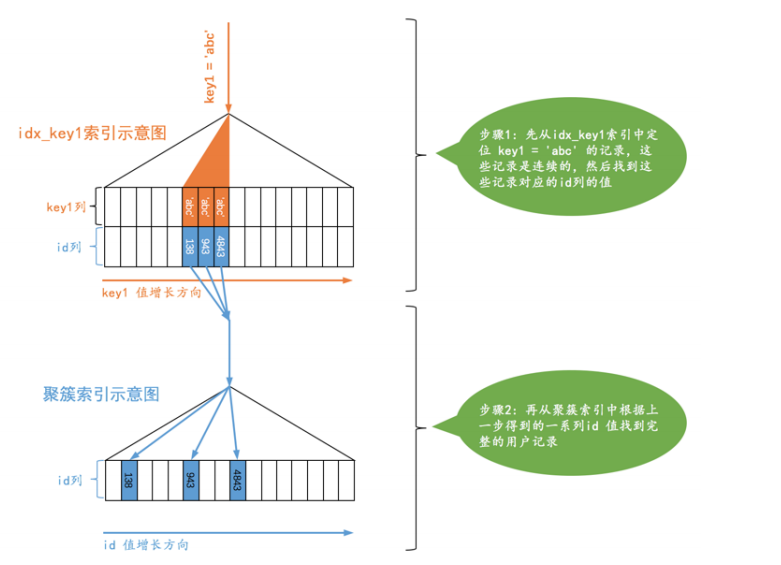 key1 = 'abc'
idx_key1索引示意图
步骤1: 先从idx_key1索引中定
位 key1 = 'abc' 的记录, 这
些记录是连续的, 然后找到这
些记录对应的id列的值
key1列
'abc'
'abc'
'abc'
id列
138
943
4843
key1 值增长方向
聚簇索引示意图
步骤2: 再从聚簇索引中根据上
一步得到的一系列id 值找到完
整的用户记录
id列
138
943
4843
id 值增长方向